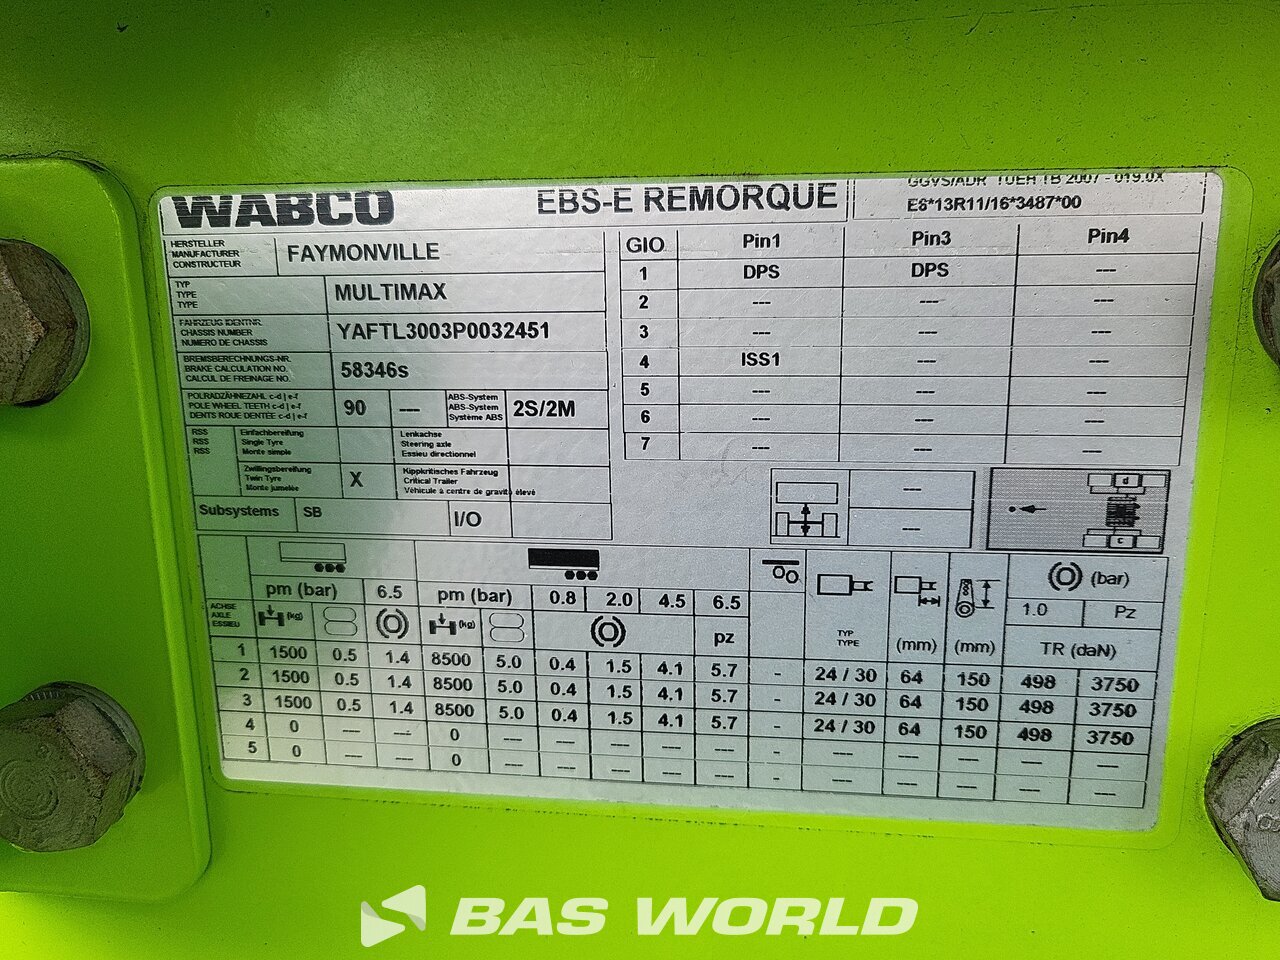 WABCO EBS-E REMORQUE GGVS/ADR TÜEH TB 2007 - 019.0X
E6*13R11/16*3487*00
HERSTELLER
MANUFACTURER
CONSTRUCTEUR
FAYMONVILLE
TYP
TYPE
TYPE
MULTIMAX
FAHRZEUG IDENTNR.
CHASSIS NUMBER
NUMERO DE CHASSIS
YAFTL3003P0032451
BREMSBERECHNUNGS-NR.
BRAKE CALCULATION NO.
CALCUL DE FREINAGE NO.
58346s
POLRADZÄHNEZAHL c-d | e-f
POLE WHEEL TEETH c-d | e-f
DENTS ROUE DENTÉE c-d | e-f
90 ---
ABS-System
ABS-System
Système ABS
2S/2M
RSS
RSS
RSS
Einfachbereifung
Single Tyre
Monte simple
Lenkachse
Steering axle
Essieu directionnel
Zwillingsbereifung
Twin Tyre
Monte jumelée
X
Kippkritisches Fahrzeug
Critical Trailer
Véhicule à centre de gravité élevé
Subsystems SB I/O
GIO Pin1 Pin3 Pin4
1 DPS DPS ---
2 --- --- ---
3 --- --- ---
4 ISS1 --- ---
5 --- --- ---
6 --- --- ---
7 --- --- ---
---
---
d
c
pm (bar) 6.5 pm (bar) 0.8 2.0 4.5 6.5 (bar)
1.0 Pz
ACHSE
AXLE
ESSIEU
(kg) (kg) pz
TYP
TYPE
(mm) (mm) TR (daN)
1 1500 0.5 1.4 8500 5.0 0.4 1.5 4.1 5.7 - 24 / 30 64 150 498 3750
2 1500 0.5 1.4 8500 5.0 0.4 1.5 4.1 5.7 - 24 / 30 64 150 498 3750
3 1500 0.5 1.4 8500 5.0 0.4 1.5 4.1 5.7 - 24 / 30 64 150 498 3750
4 0 --- --- 0 --- --- --- --- --- - --- --- --- --- ---
5 0 --- --- 0 --- --- --- --- --- - --- --- --- --- ---
BAS WORLD